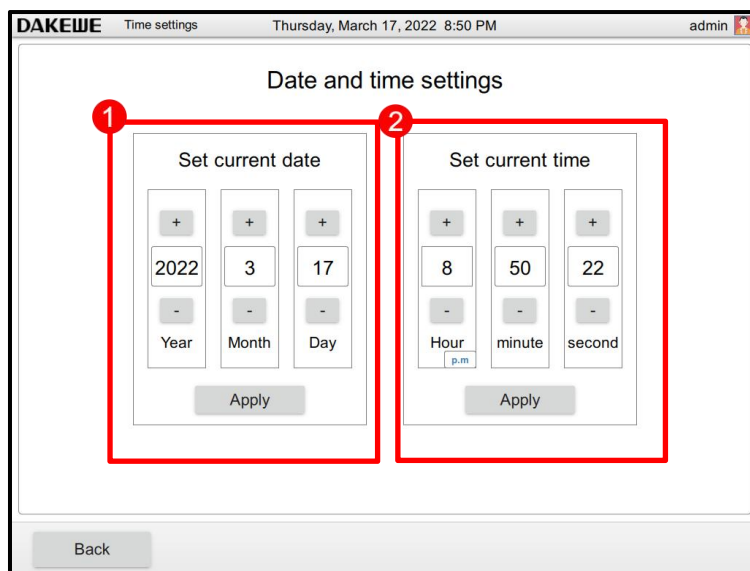 DAKEWE Time settings Thursday, March 17, 2022 8:50 PM admin
Date and time settings
1 2
Set current date Set current time
+ + + + + +
2022 3 17 8 50 22
- - - - - -
Year Month Day Hour minute second
p.m
Apply Apply
Back